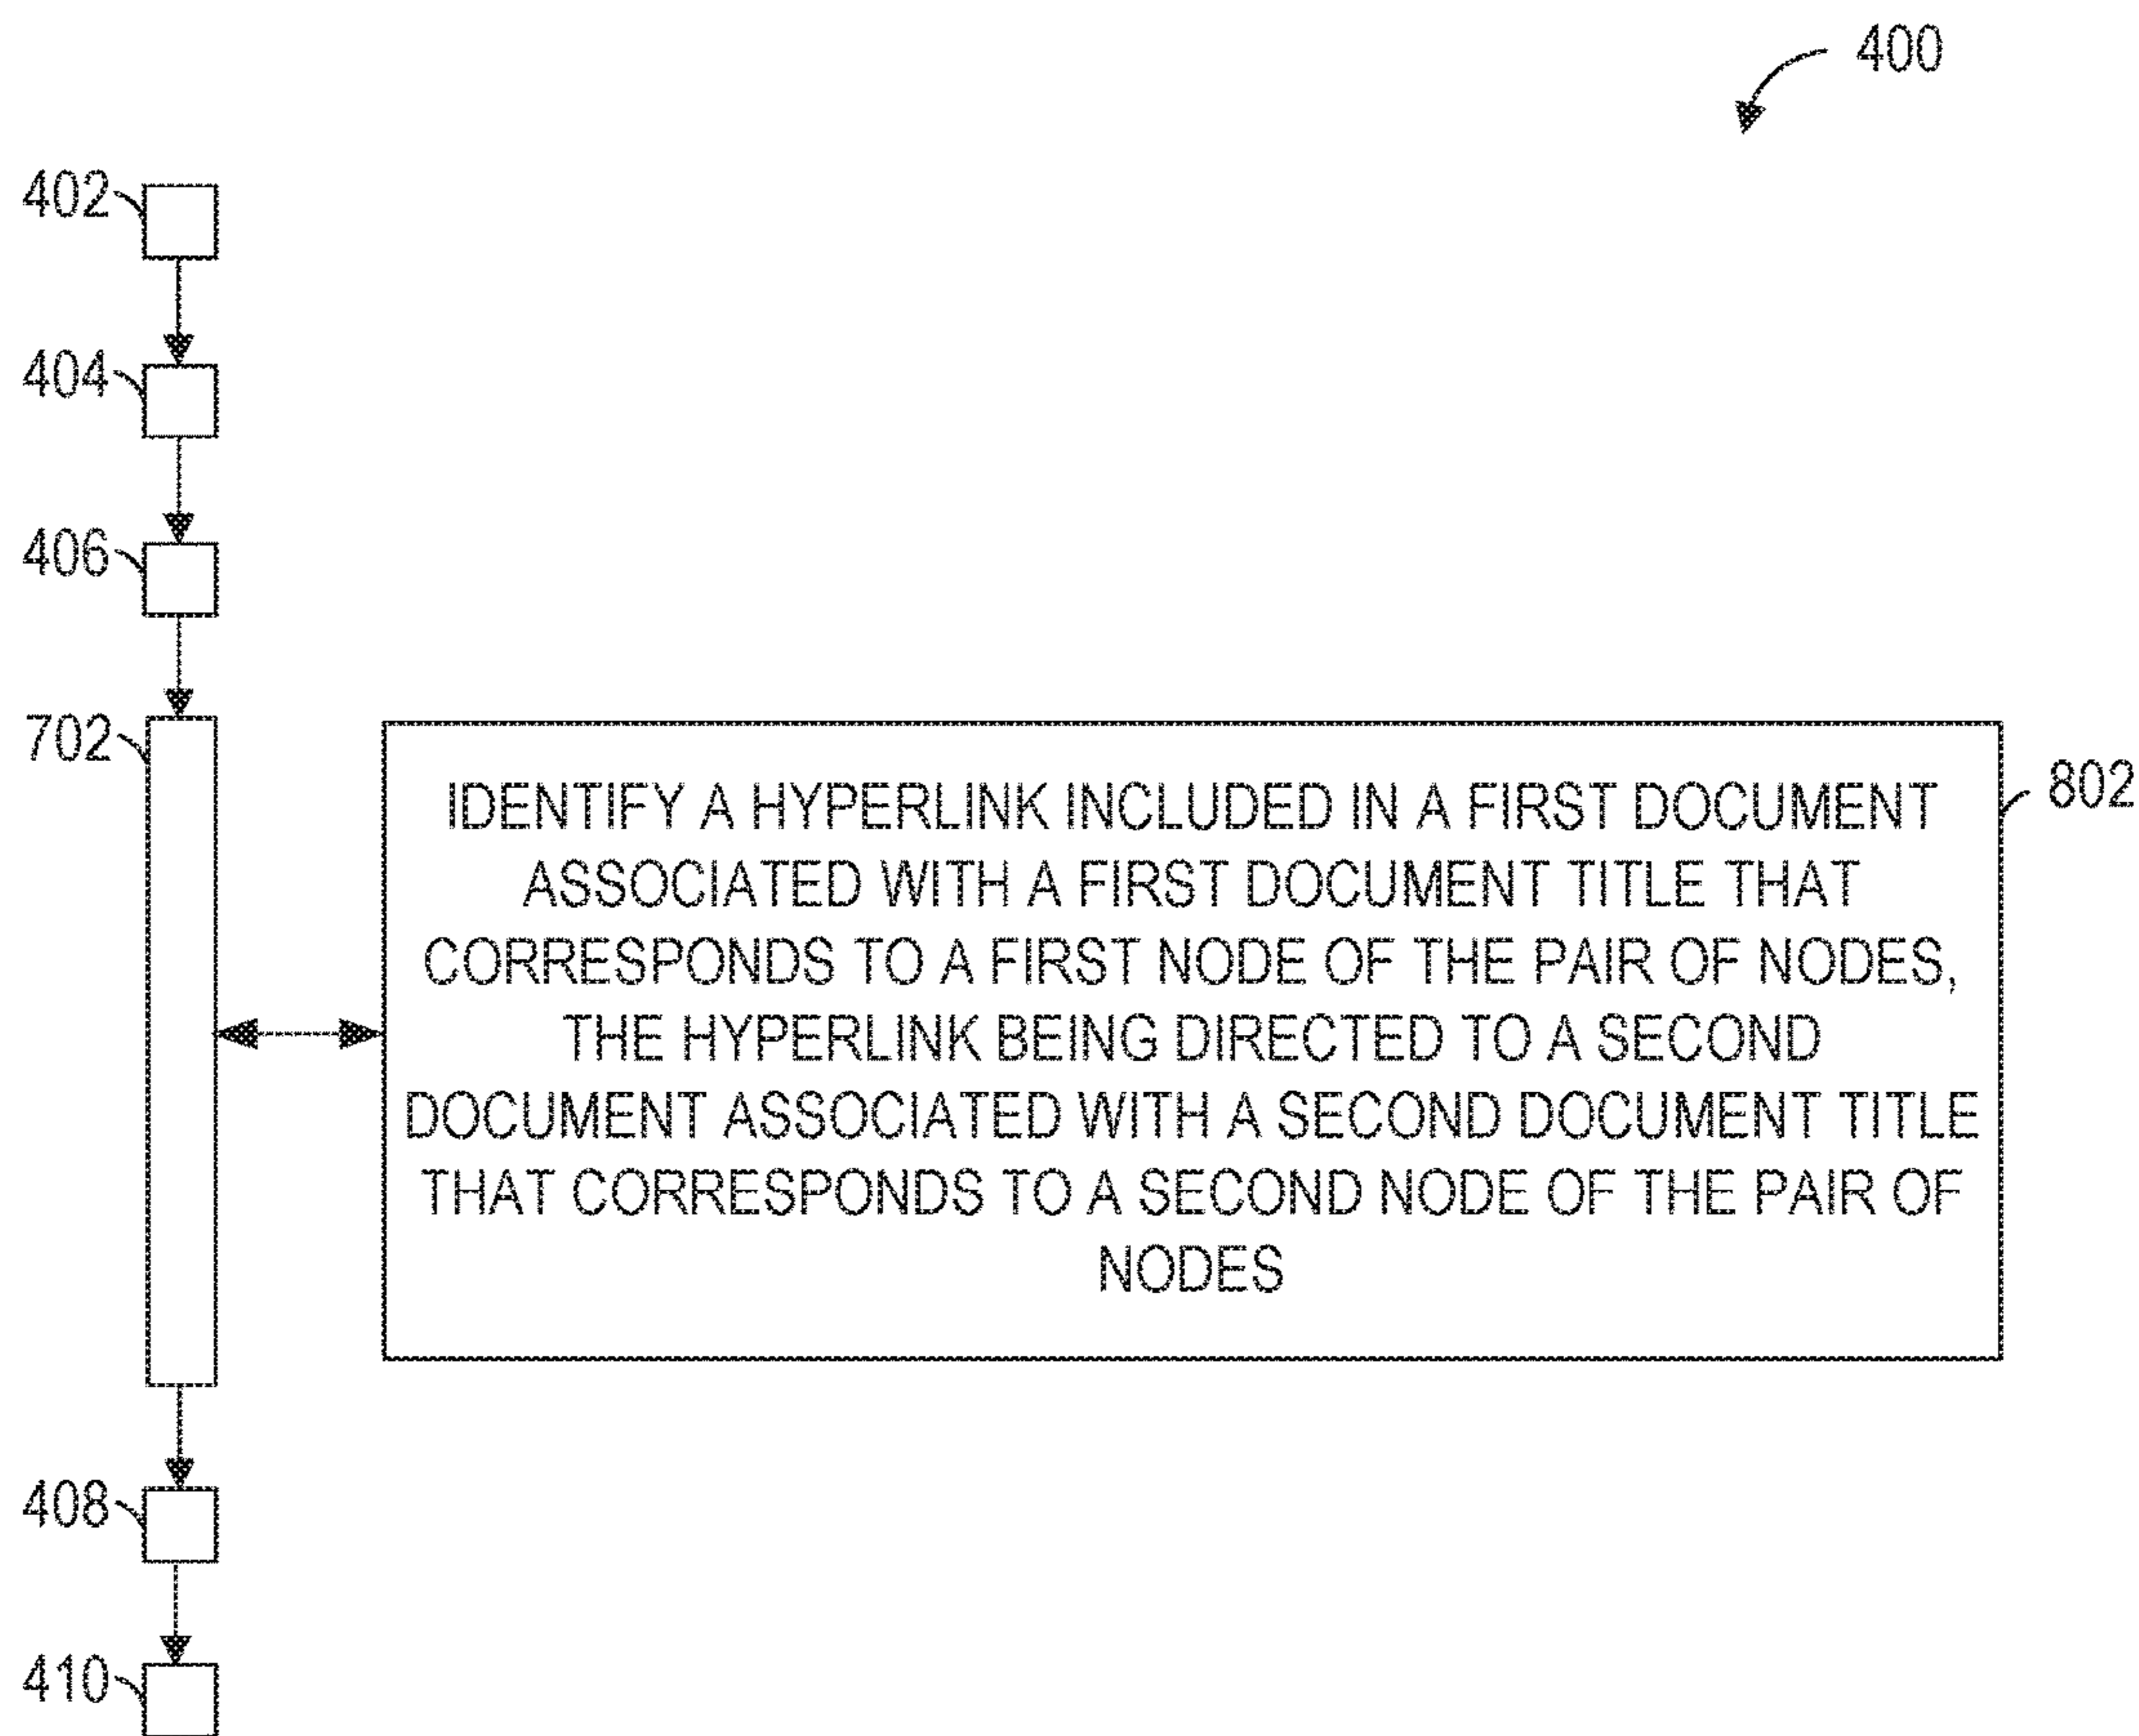 400
402
404
406
702
802
IDENTIFY A HYPERLINK INCLUDED IN A FIRST DOCUMENT
ASSOCIATED WITH A FIRST DOCUMENT TITLE THAT
CORRESPONDS TO A FIRST NODE OF THE PAIR OF NODES,
THE HYPERLINK BEING DIRECTED TO A SECOND
DOCUMENT ASSOCIATED WITH A SECOND DOCUMENT TITLE
THAT CORRESPONDS TO A SECOND NODE OF THE PAIR OF
NODES
408
410